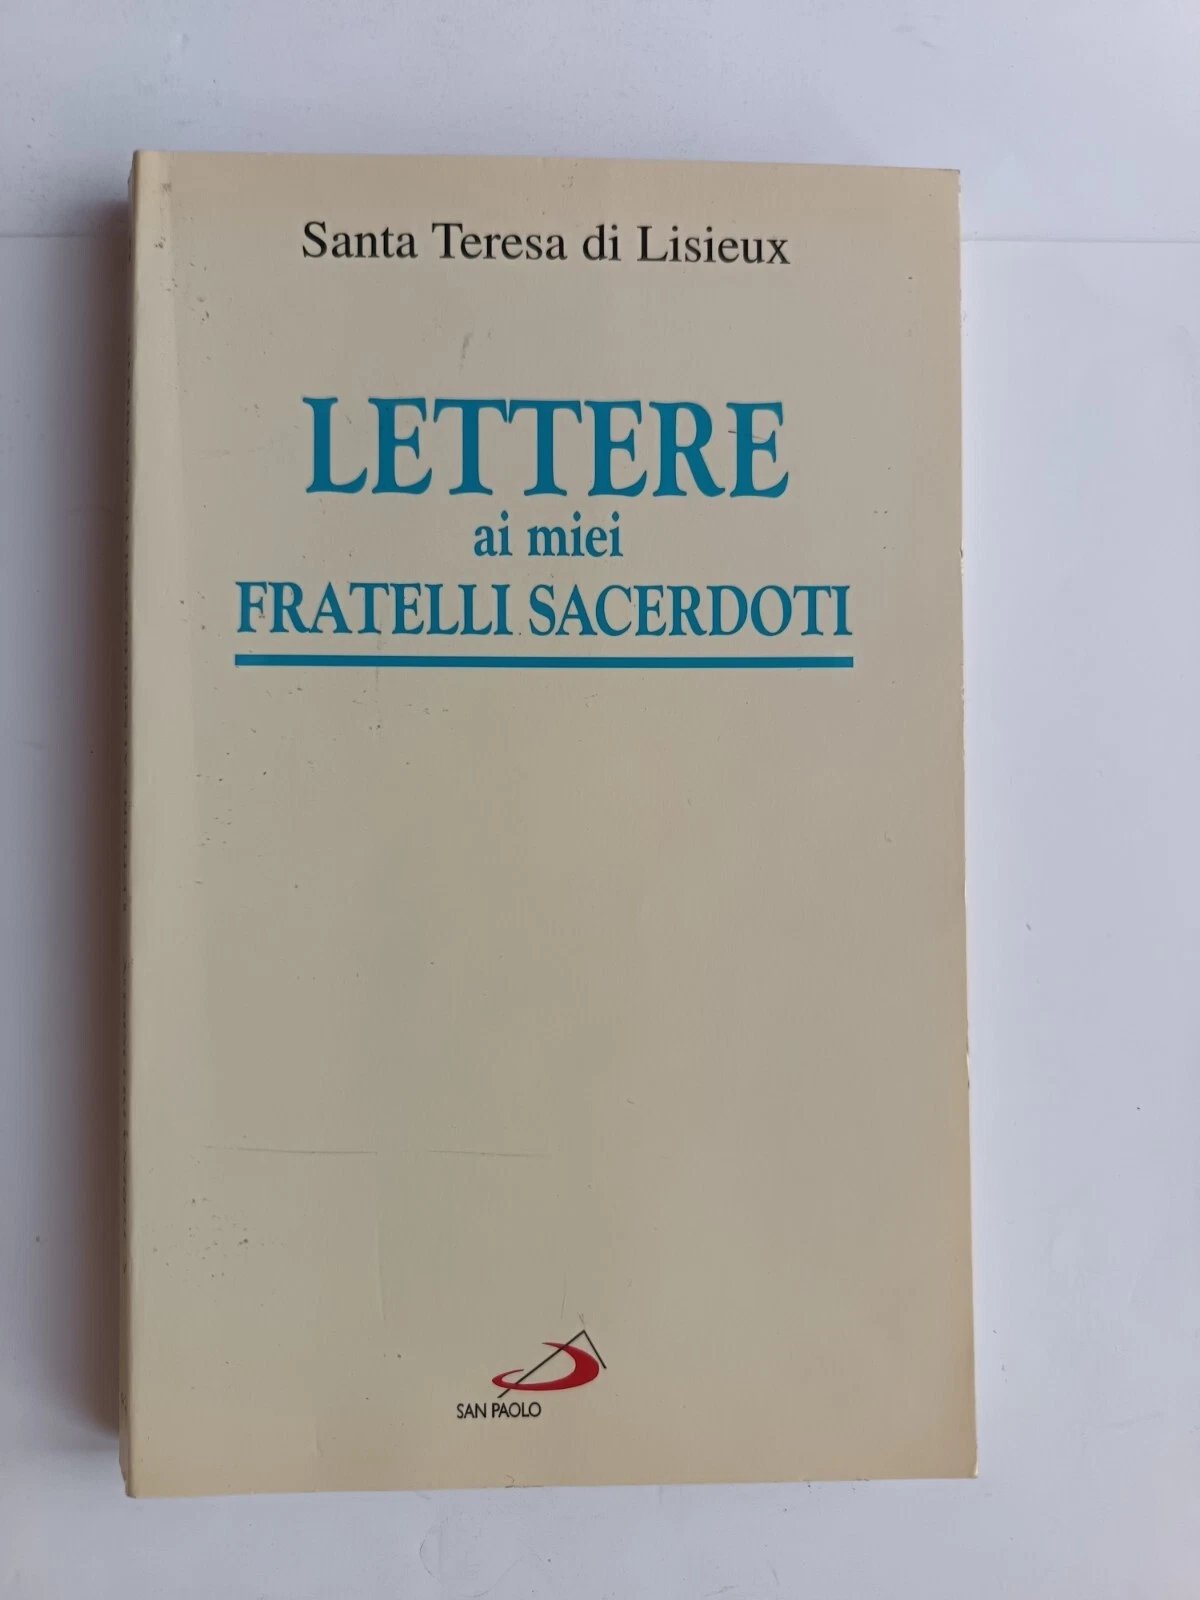 Santa Teresa di Lisieux
LETTERE
ai miei
FRATELLI SACERDOTI
SAN PAOLO